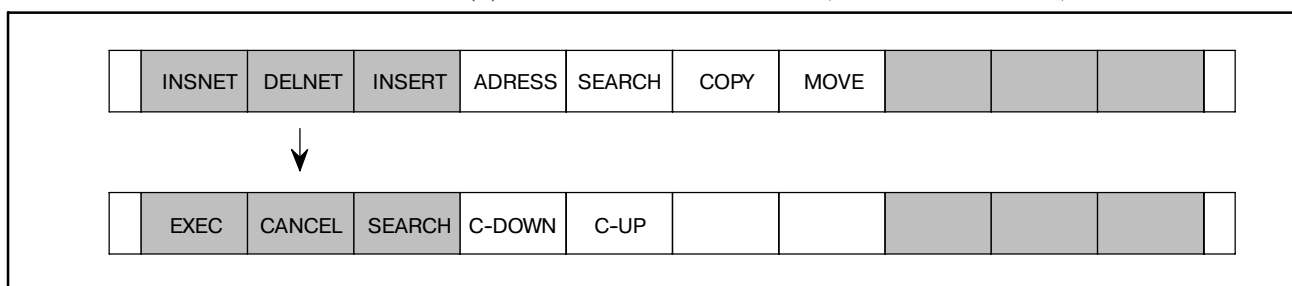 INSNET DELNET INSERT ADRESS SEARCH COPY MOVE
EXEC CANCEL SEARCH C-DOWN C-UP